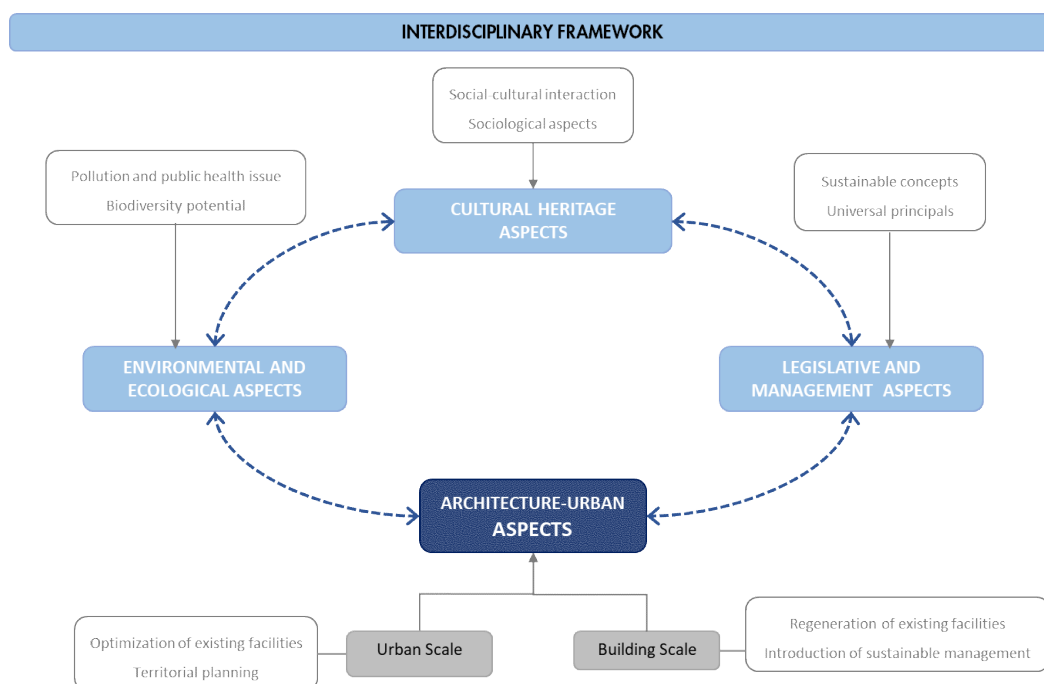 INTERDISCIPLINARY FRAMEWORK
Social-cultural interaction
Sociological aspects
Pollution and public health issue
Biodiversity potential
Sustainable concepts
Universal principals
CULTURAL HERITAGE
ASPECTS
ENVIRONMENTAL AND
ECOLOGICAL ASPECTS
LEGISLATIVE AND
MANAGEMENT ASPECTS
ARCHITECTURE-URBAN
ASPECTS
Optimization of existing facilities
Territorial planning
Urban Scale
Building Scale
Regeneration of existing facilities
Introduction of sustainable management